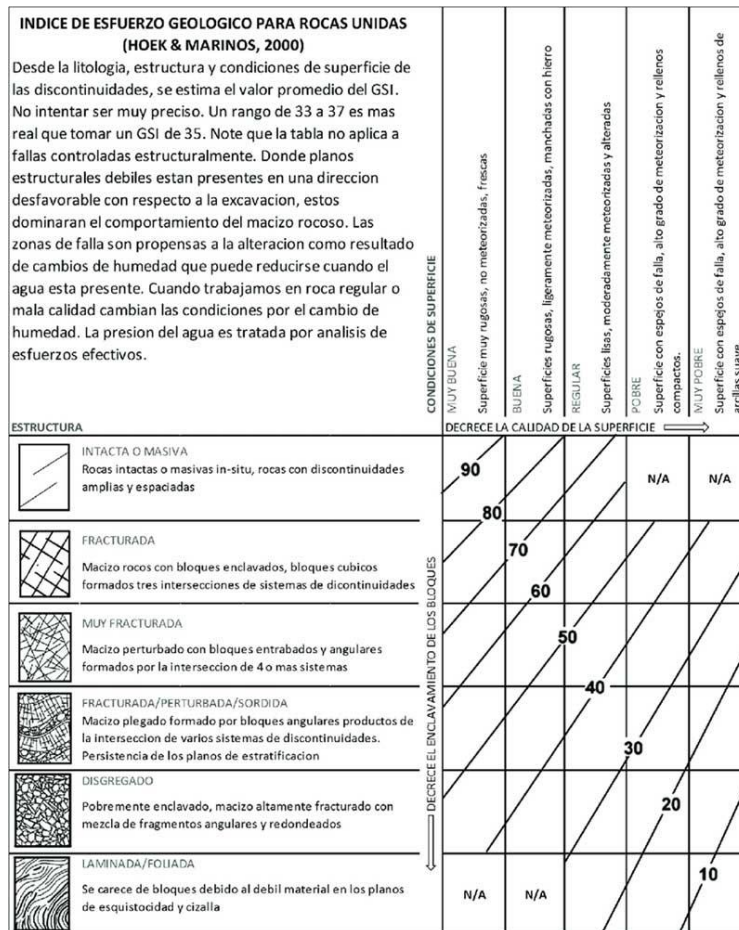 INDICE DE ESFUERZO GEOLOGICO PARA ROCAS UNIDAS
(HOEK & MARINOS, 2000)
Desde la litologia, estructura y condiciones de superficie de
las discontinuidades, se estima el valor promedio del GSI.
No intentar ser muy preciso. Un rango de 33 a 37 es mas
real que tomar un GSI de 35. Note que la tabla no aplica a
fallas controladas estructuralmente. Donde planos
estructurales debiles estan presentes en una direccion
desfavorable con respecto a la excavacion, estos
dominaran el comportamiento del macizo rocoso. Las
zonas de falla son propensas a la alteracion como resultado
de cambios de humedad que puede reducirse cuando el
agua esta presente. Cuando trabajamos en roca regular o
mala calidad cambian las condiciones por el cambio de
humedad. La presion del agua es tratada por analisis de
esfuerzos efectivos.
CONDICIONES DE SUPERFICIE
MUY BUENA
Superficie muy rugosas, no meteorizadas, frescas
BUENA
Superficies rugosas, ligeramente meteorizadas, manchadas con hierro
REGULAR
Superficies lisas, moderadamente meteorizadas y alteradas
POBRE
Superficie con espejos de falla, alto grado de meteorizacion y rellenos
compactos.
MUY POBRE
Superficie con espejos de falla, alto grado de meteorizacion y rellenos de
arcillas suave
ESTRUCTURA
DECRECE LA CALIDAD DE LA SUPERFICIE
INTACTA O MASIVA
Rocas intactas o masivas in-situ, rocas con discontinuidades
amplias y espaciadas
90
N/A
N/A
80
FRACTURADA
Macizo rocos con bloques enclavados, bloques cubicos
formados tres intersecciones de sistemas de dicontinuidades
70
60
DECRECE EL ENCLAVAMIENTO DE LOS BLOQUES
MUY FRACTURADA
Macizo perturbado con bloques entrabados y angulares
formados por la interseccion de 4 o mas sistemas
50
40
FRACTURADA/PERTURBADA/SORDIDA
Macizo plegado formado por bloques angulares productos de
la interseccion de varios sistemas de discontinuidades.
Persistencia de los planos de estratificacion
30
DISGREGADO
Pobremente enclavado, macizo altamente fracturado con
mezcla de fragmentos angulares y redondeados
20
LAMINADA/FOLIADA
Se carece de bloques debido al debil material en los planos
de esquistocidad y cizalla
N/A
N/A
10